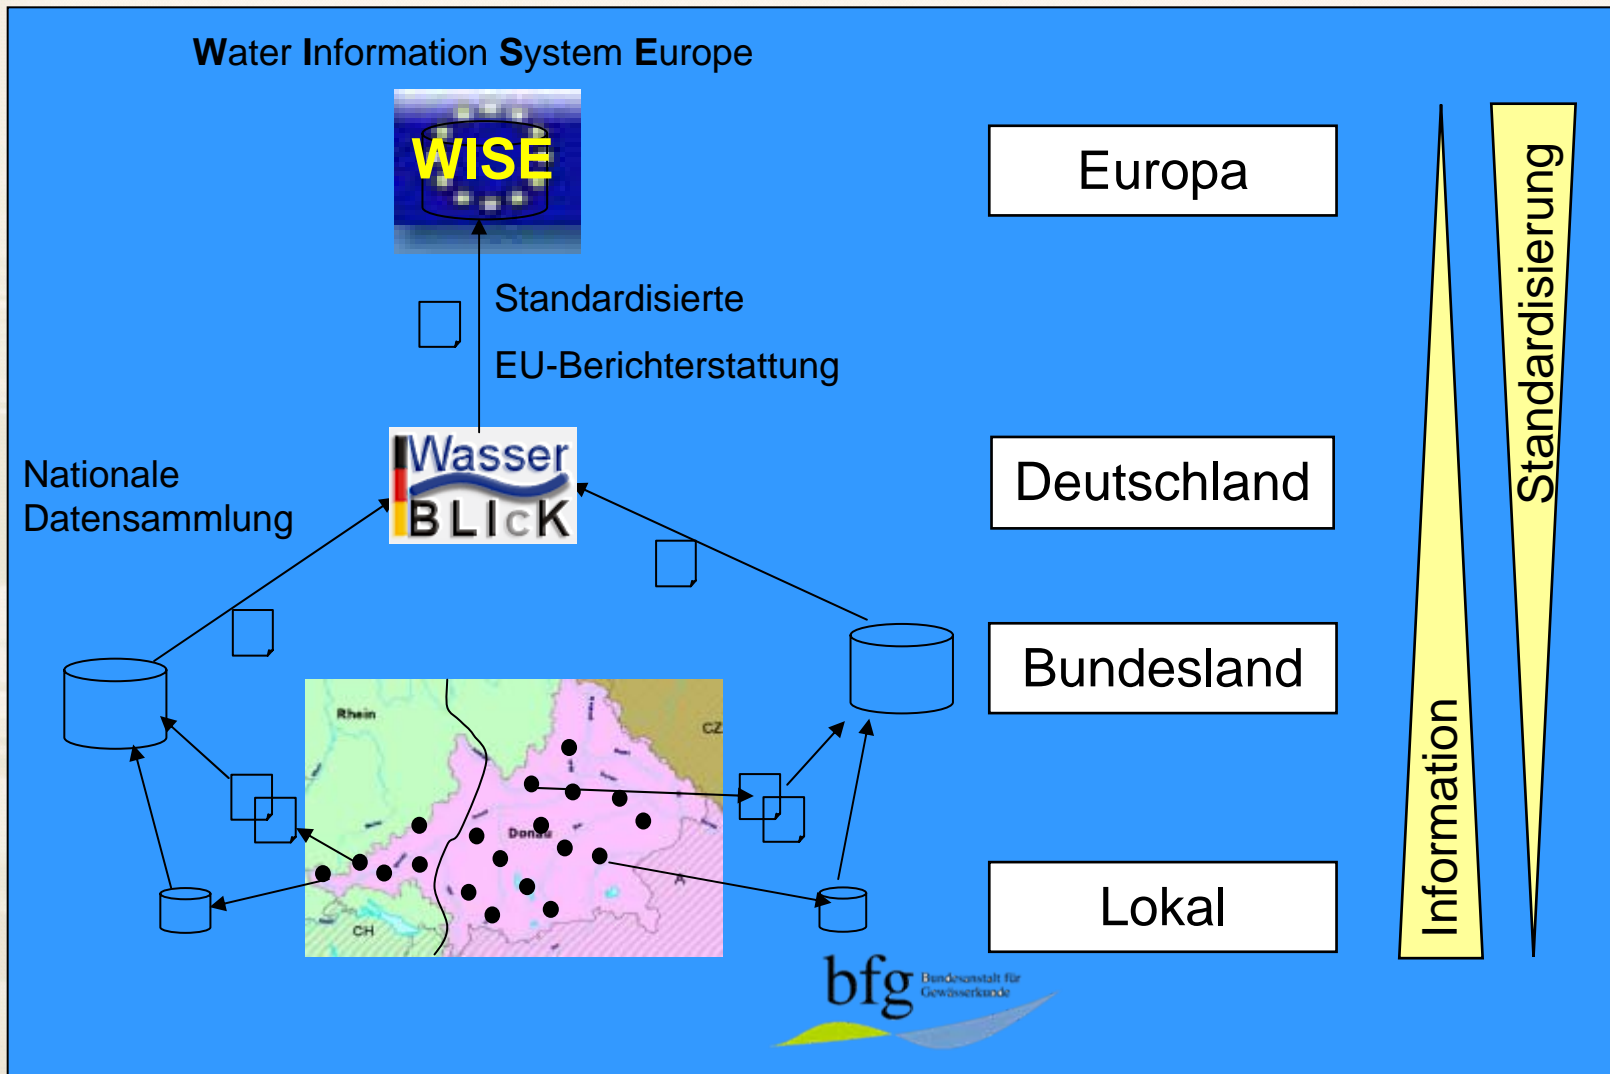 Water Information System Europe
WISE
Europa
Standardisierte
EU-Berichterstattung
Nationale
Datensammlung
Wasser
BLIcK
Deutschland
Bundesland
Lokal
Information
Standardisierung
Rhein
Donau
CZ
CH
A
bfg
Bundesanstalt für
Gewässerkunde